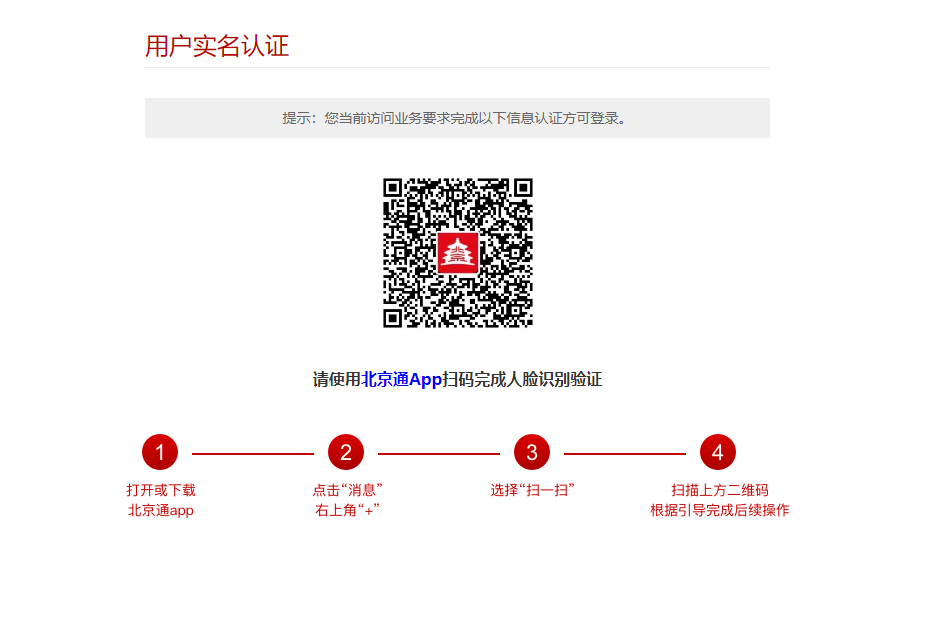 用户实名认证
提示：您当前访问业务要求完成以下信息认证方可登录。
请使用北京通App扫码完成人脸识别验证
1
2
3
4
打开或下载
北京通app
点击“消息”
右上角“+”
选择“扫一扫”
扫描上方二维码
根据引导完成后续操作